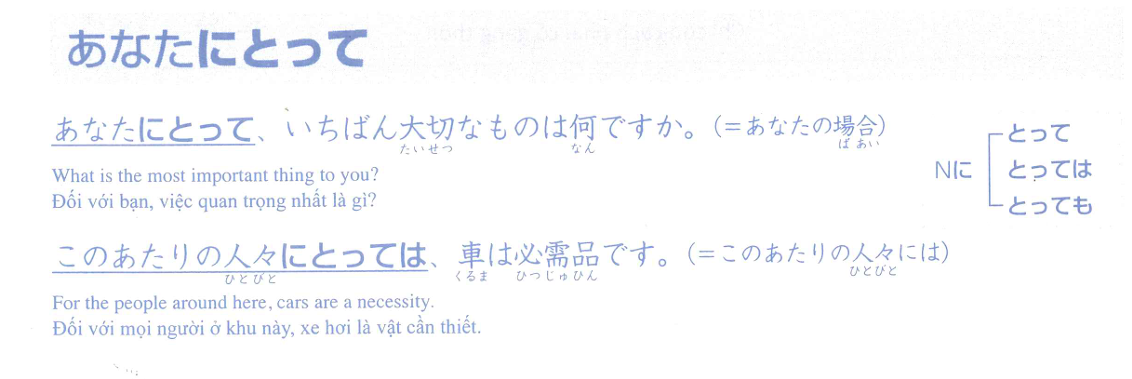 あなたにとって
あなたにとって、いちばん大切なものは何ですか。(=あなたの場合)
たいせつ なん ば あい
What is the most important thing to you?
Đối với bạn, việc quan trọng nhất là gì?
このあたりの人々にとっては、車は必需品です。(=このあたりの人々には)
ひとびと くるま ひつじゅひん ひとびと
For the people around here, cars are a necessity.
Đối với mọi người ở khu này, xe hơi là vật cần thiết.
とって
Nに とっては
とっても